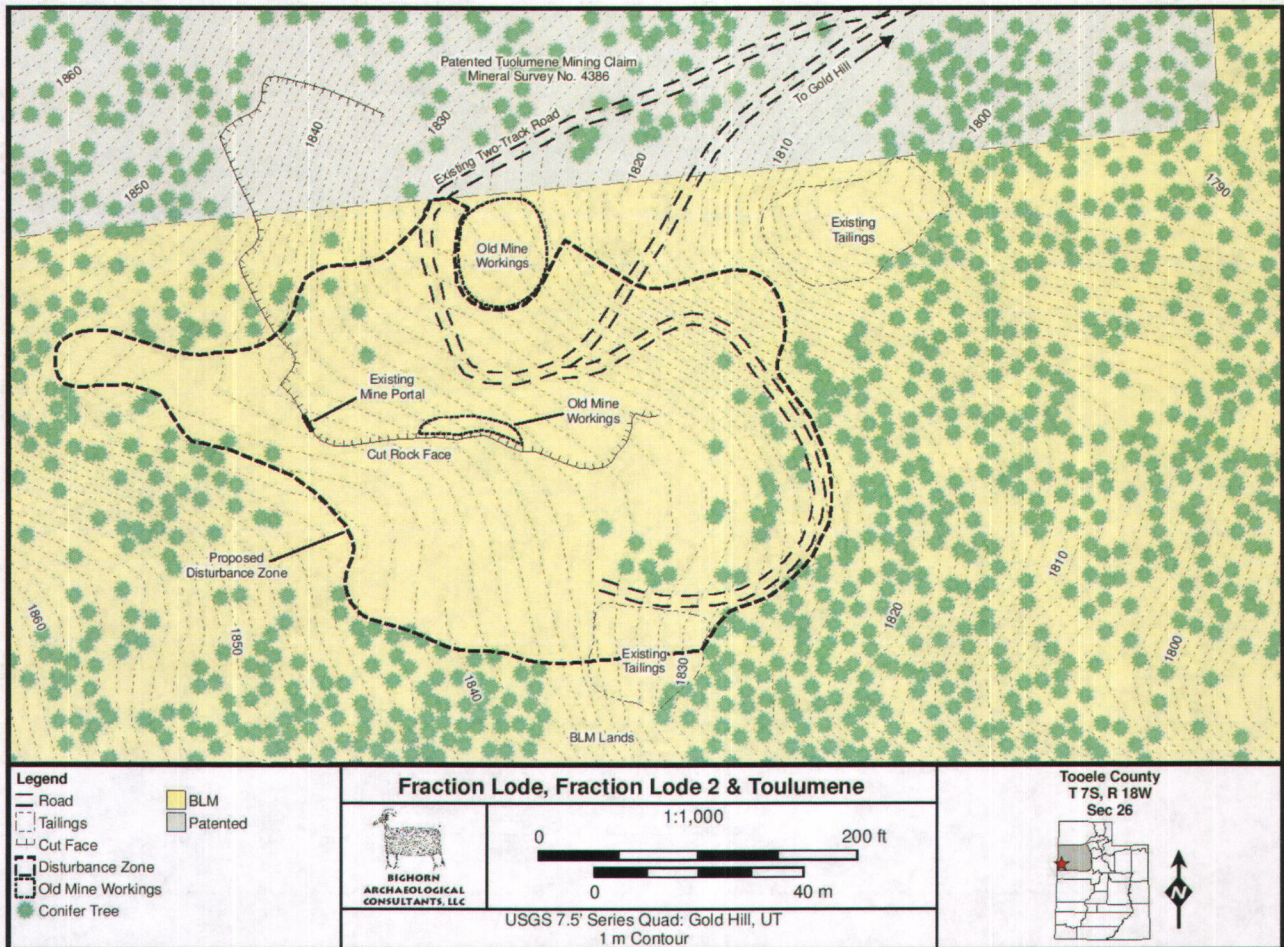 Patented Tuolumene Mining Claim
Mineral Survey No. 4386
To Gold Hill
Existing Two-Track Road
1860
1840
1830
1820
1810
1800
1850
1790
Existing
Tailings
Old Mine
Workings
Existing
Mine Portal
Old Mine
Workings
Cut Rock Face
Proposed
Disturbance Zone
1810
1820
1860
1850
1800
Existing
Tailings
1830
1840
BLM Lands
Legend
Road
Tailings
Cut Face
Disturbance Zone
Old Mine Workings
Conifer Tree
BLM
Patented
Fraction Lode, Fraction Lode 2 & Toulumene
BIGHORN
ARCHAEOLOGICAL
CONSULTANTS, LLC
1:1,000
0 200 ft
0 40 m
USGS 7.5' Series Quad: Gold Hill, UT
1 m Contour
Tooele County
T 7S, R 18W
Sec 26
N